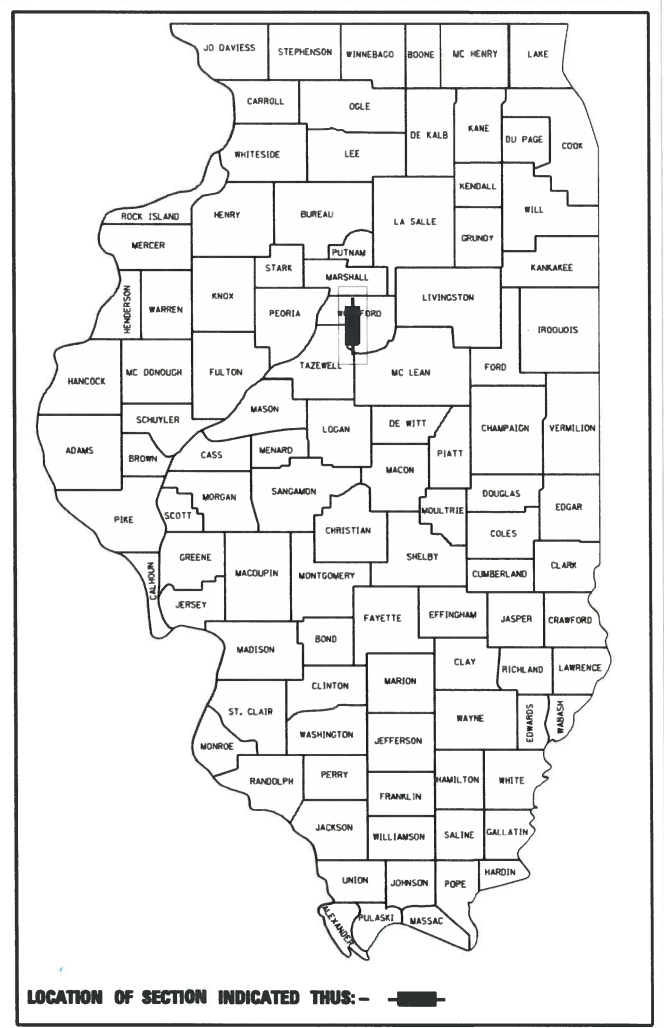 JO DAVIESS
STEPHENSON
WINNEBAGO
BOONE
MC HENRY
LAKE
CARROLL
OGLE
DE KALB
KANE
DU PAGE
COOK
WHITESIDE
LEE
KENDALL
WILL
ROCK ISLAND
HENRY
BUREAU
LA SALLE
GRUNDY
MERCER
PUTNAM
STARK
MARSHALL
KANKAKEE
HENDERSON
WARREN
KNOX
PEORIA
LIVINGSTON
IROQUOIS
TAZEWELL
MC LEAN
FORD
HANCOCK
MC DONOUGH
FULTON
MASON
SCHUYLER
LOGAN
DE WITT
CHAMPAIGN
VERMILION
ADAMS
BROWN
CASS
MENARD
PIATT
MACON
MORGAN
SANGAMON
DOUGLAS
EDGAR
PIKE
SCOTT
MOULTRIE
CHRISTIAN
COLES
GREENE
MACOUPIN
MONTGOMERY
SHELBY
CUMBERLAND
CLARK
CALHOUN
JERSEY
FAYETTE
EFFINGHAM
JASPER
CRAWFORD
MADISON
BOND
CLAY
RICHLAND
LAWRENCE
CLINTON
MARION
ST. CLAIR
WAYNE
EDWARDS
WABASH
MONROE
WASHINGTON
JEFFERSON
RANDOLPH
PERRY
HAMILTON
WHITE
FRANKLIN
JACKSON
WILLIAMSON
SALINE
GALLATIN
UNION
JOHNSON
POPE
HARDIN
ALEXANDER
PULASKI
MASSAC
LOCATION OF SECTION INDICATED THUS:-